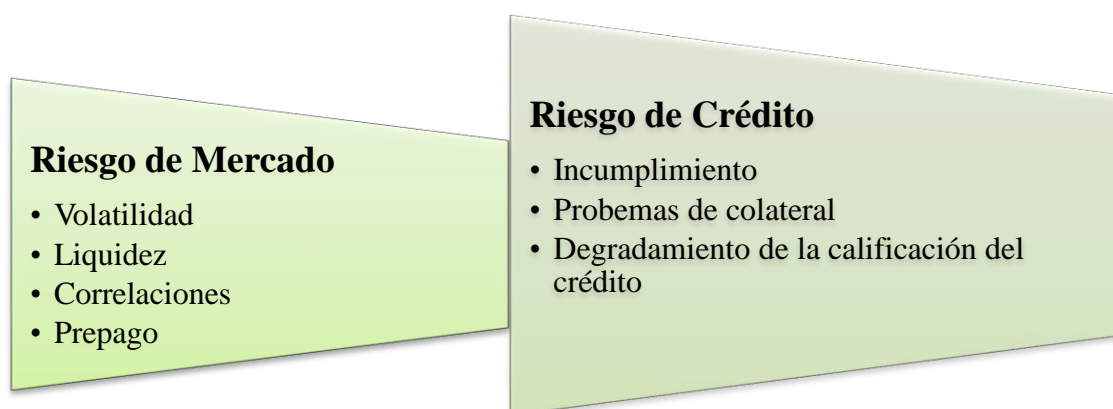 Riesgo de Mercado
• Volatilidad
• Liquidez
• Correlaciones
• Prepago
Riesgo de Crédito
• Incumplimiento
• Probemas de colateral
• Degradamiento de la calificación del
crédito